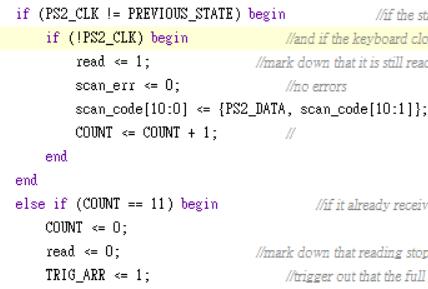 if (PS2_CLK != PREVIOUS_STATE) begin //if the st
if (!PS2_CLK) begin //and if the keyboard clo
read <= 1; //mark down that it is still read
scan_err <= 0; //no errors
scan_code[10:0] <= {PS2_DATA, scan_code[10:1]};
COUNT <= COUNT + 1; //
end
end
else if (COUNT == 11) begin //if it already receiv
COUNT <= 0;
read <= 0; //mark down that reading stop
TRIG_ARR <= 1; //trigger out that the full